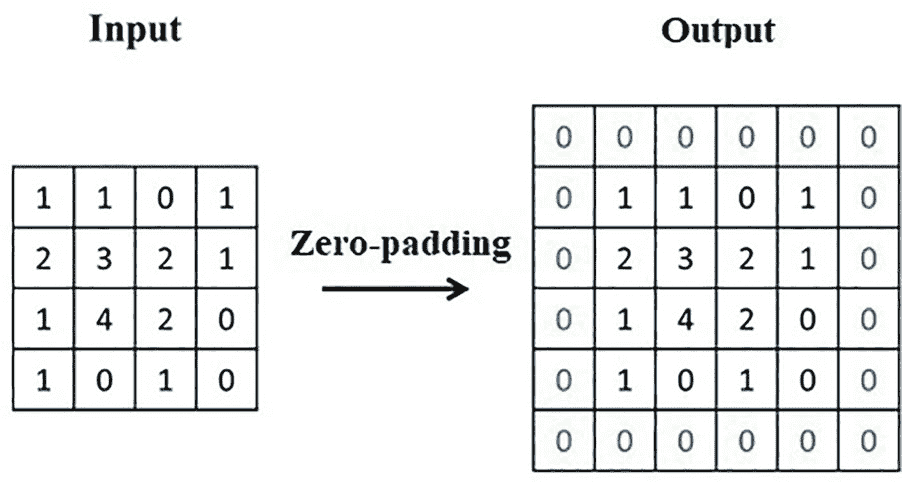 Input
Output
1 1 0 1
2 3 2 1
1 4 2 0
1 0 1 0
Zero-padding
0 0 0 0 0 0
0 1 1 0 1 0
0 2 3 2 1 0
0 1 4 2 0 0
0 1 0 1 0 0
0 0 0 0 0 0